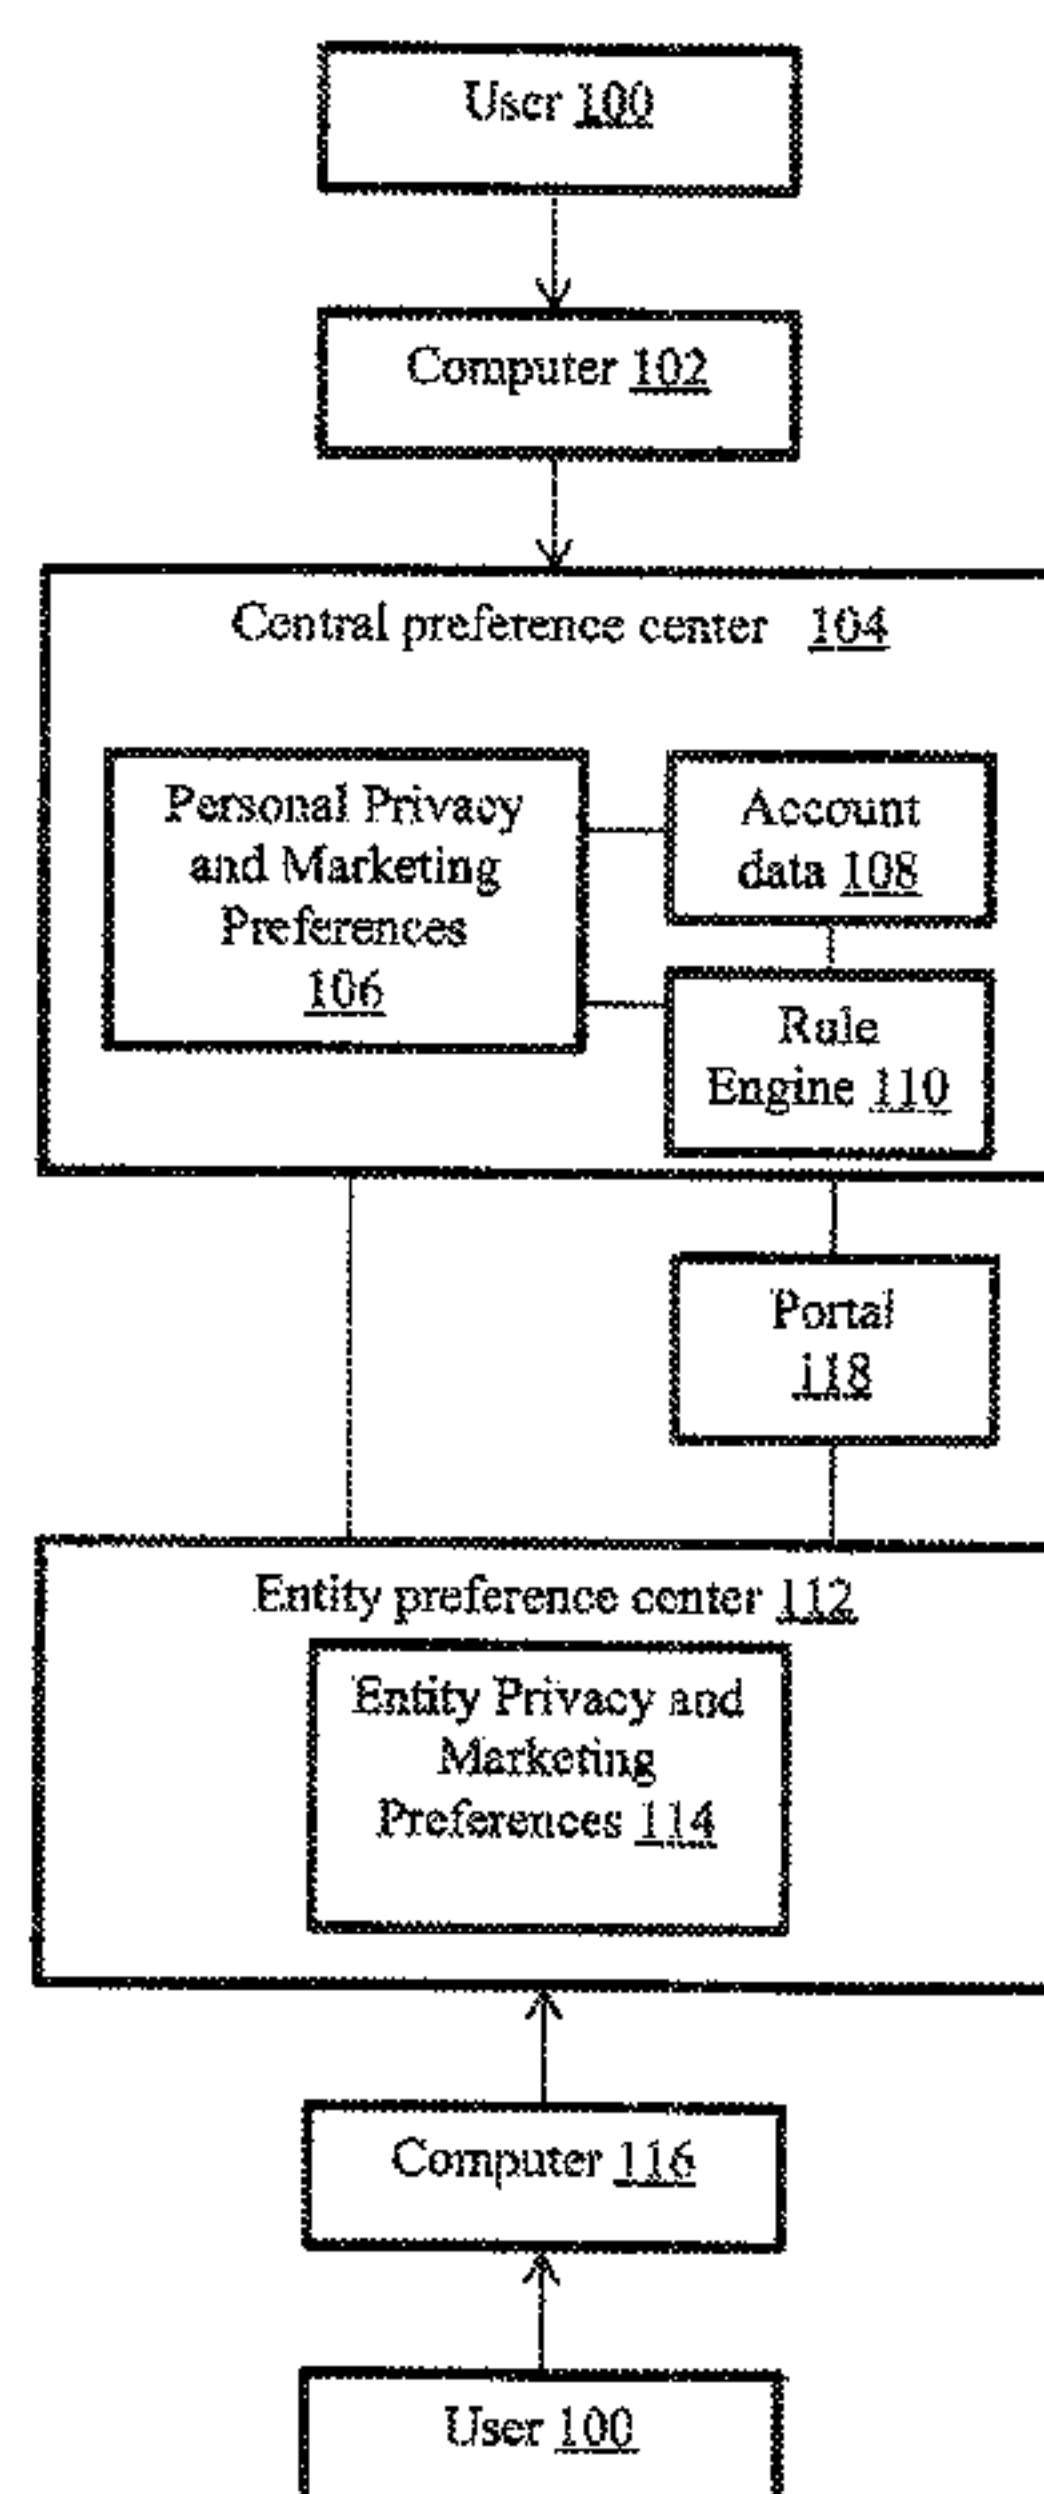 User 100
Computer 102
Central preference center 104
Personal Privacy
and Marketing
Preferences
106
Account
data 108
Rule
Engine 110
Portal
118
Entity preference center 112
Entity Privacy and
Marketing
Preferences 114
Computer 116
User 100